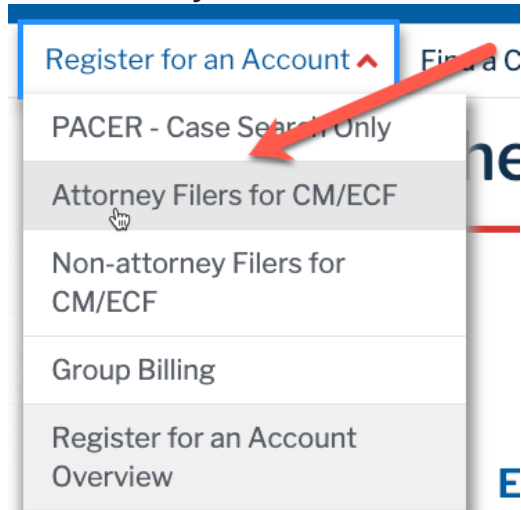 Register for an Account
Find a C
PACER - Case Search Only
he
Attorney Filers for CM/ECF
Non-attorney Filers for
CM/ECF
Group Billing
Register for an Account
Overview
E